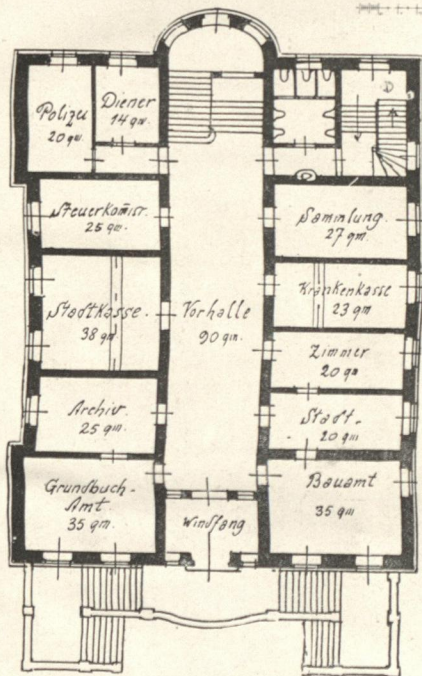 Polizei
20 qm.
Diener
14 qm.
Steuerkomisr.
25 qm.
Sammlung.
27 qm.
Stadtkasse.
38 qm
Vorhalle
90 qm.
Krankenkasse
23 qm
Zimmer
20 qm
Archiv.
25 qm
Stadt-
20 qm
Grundbuch-
Amt.
35 qm.
Bauamt
35 qm
Windfang